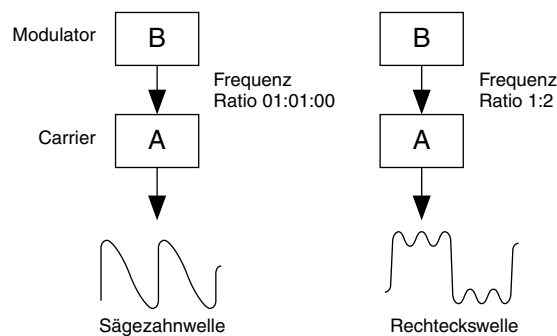 Modulator
B
Frequenz
Ratio 01:01:00
Carrier
A
Sägezahnwelle
B
Frequenz
Ratio 1:2
A
Rechteckswelle